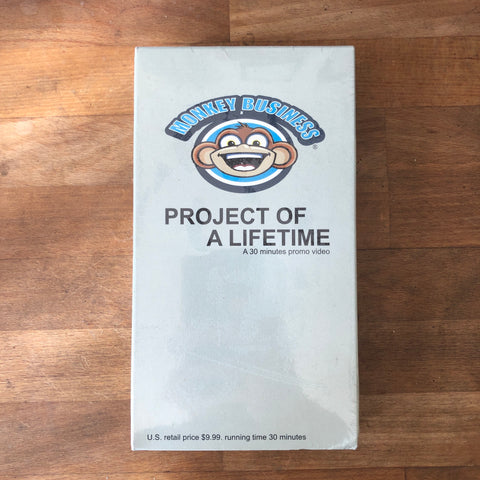 MONKEY BUSINESS
®
PROJECT OF
A LIFETIME
A 30 minutes promo video
U.S. retail price $9.99. running time 30 minutes